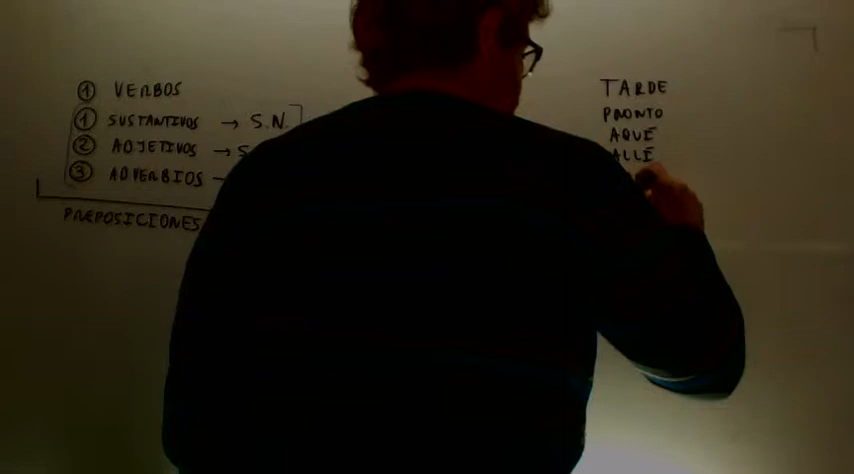 ① VERBOS
① SUSTANTIVOS → S.N.
② ADJETIVOS → S
③ ADVERBIOS →
PREPOSICIONES
TARDE
PRONTO
AQUÍ
ALLÍ